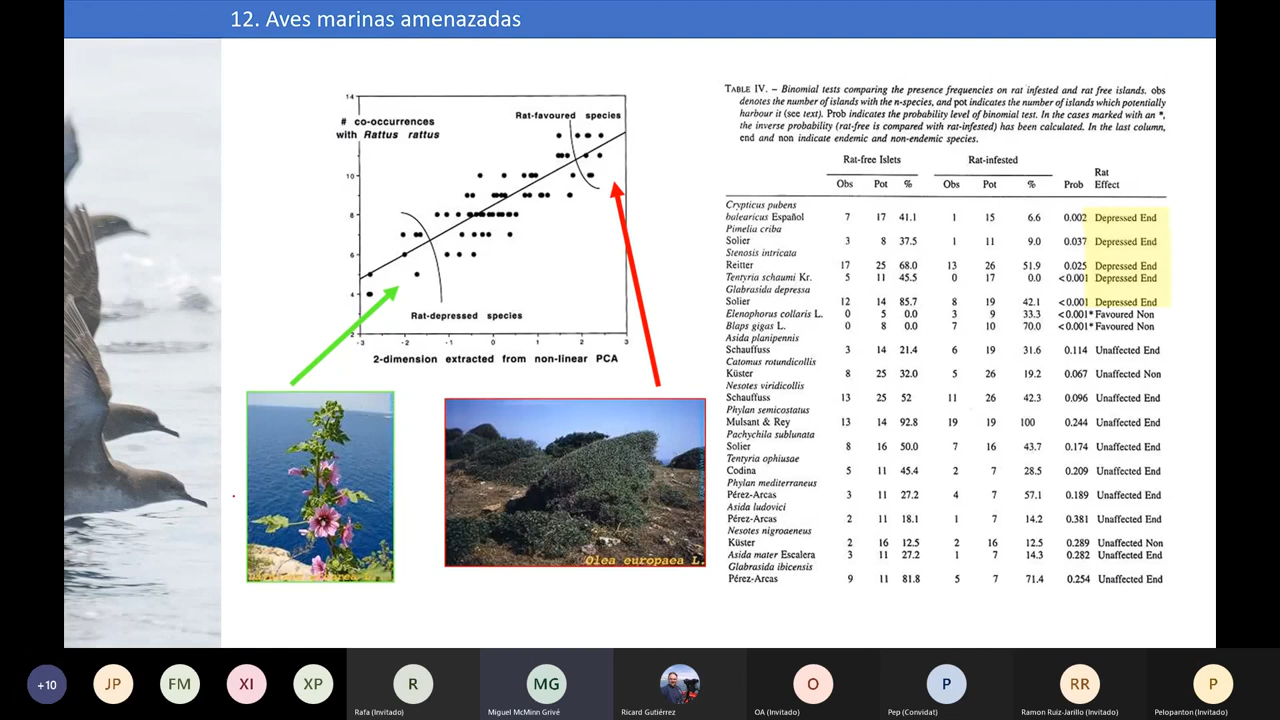 12. Aves marinas amenazadas
14
# co-occurrences
with Rattus rattus
Rat-favoured species
10
8
6
4
2
Rat-depressed species
-3 -2 -1 0 1 2 3
2-dimension extracted from non-linear PCA
Olea europaea L.
TABLE IV. – Binomial tests comparing the presence frequencies on rat infested and rat free islands. obs
denotes the number of islands with the n-species, and pot indicates the number of islands which potentially
harbour it (see text). Prob indicates the probability level of binomial test. In the cases marked with an *,
the inverse probability (rat-free is compared with rat-infested) has been calculated. In the last column,
end and non indicate endemic and non-endemic species.
Rat-free Islets Rat-infested
Rat
Obs Pot % Obs Pot % Prob Effect
Crypticus pubens
balearicus Español 7 17 41.1 1 15 6.6 0.002 Depressed End
Pimelia criba
Solier 3 8 37.5 1 11 9.0 0.037 Depressed End
Stenosis intricata
Reitter 17 25 68.0 13 26 51.9 0.025 Depressed End
Tentyria schaumi Kr. 5 11 45.5 0 17 0.0 <0.001 Depressed End
Glabrasida depressa
Solier 12 14 85.7 8 19 42.1 <0.001 Depressed End
Elenophorus collaris L. 0 5 0.0 3 9 33.3 <0.001* Favoured Non
Blaps gigas L. 0 8 0.0 7 10 70.0 <0.001* Favoured Non
Asida planipennis
Schauffuss 3 14 21.4 6 19 31.6 0.114 Unaffected End
Catomus rotundicollis
Küster 8 25 32.0 5 26 19.2 0.067 Unaffected Non
Nesotes viridicollis
Schauffuss 13 25 52 11 26 42.3 0.096 Unaffected End
Phylan semicostatus
Mulsant & Rey 13 14 92.8 19 19 100 0.244 Unaffected End
Pachychila sublunata
Solier 8 16 50.0 7 16 43.7 0.174 Unaffected End
Tentyria ophiusae
Codina 5 11 45.4 2 7 28.5 0.209 Unaffected End
Phylan mediterraneus
Pérez-Arcas 3 11 27.2 4 7 57.1 0.189 Unaffected End
Asida ludovici
Pérez-Arcas 2 11 18.1 1 7 14.2 0.381 Unaffected End
Nesotes nigroaeneus
Küster 2 16 12.5 2 16 12.5 0.289 Unaffected Non
Asida mater Escalera 3 11 27.2 1 7 14.3 0.282 Unaffected End
Glabrasida ibicensis
Pérez-Arcas 9 11 81.8 5 7 71.4 0.254 Unaffected End
+10 JP FM XI XP R MG O P RR P
Rafa (Invitado) Miguel McMinn Grivé Ricard Gutiérrez OA (Invitado) Pep (Convidat) Ramon Ruiz-Jarillo (Invitado) Pelopanton (Invitado)